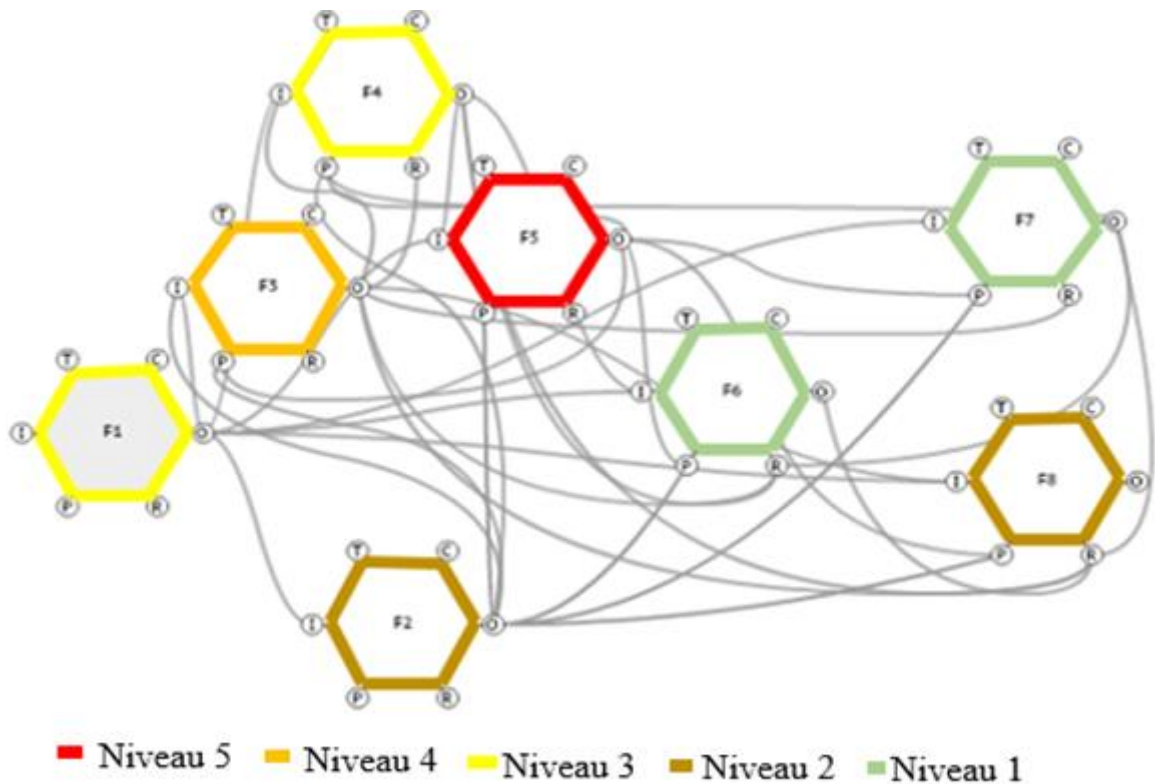 T C
I F4 O
P R
T C
I F5 O
P R
T C
I F7 O
P R
T C
I F3 O
P R
T C
I F6 O
P R
T C
I F1 O
P R
T C
I F8 O
P R
T C
I F2 O
P R
Niveau 5 Niveau 4 Niveau 3 Niveau 2 Niveau 1